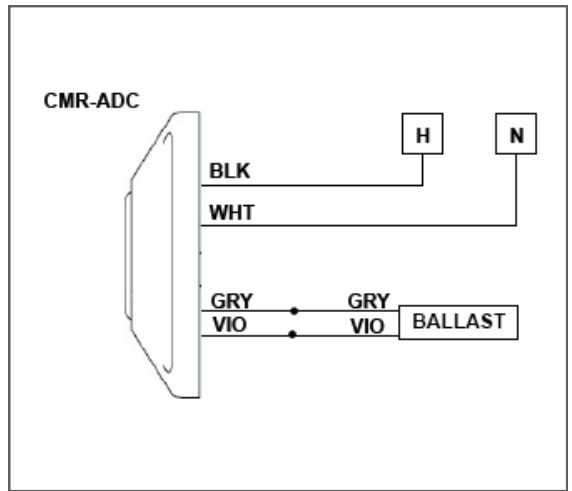 CMR-ADC
H N
BLK
WHT
GRY GRY
VIO VIO
BALLAST